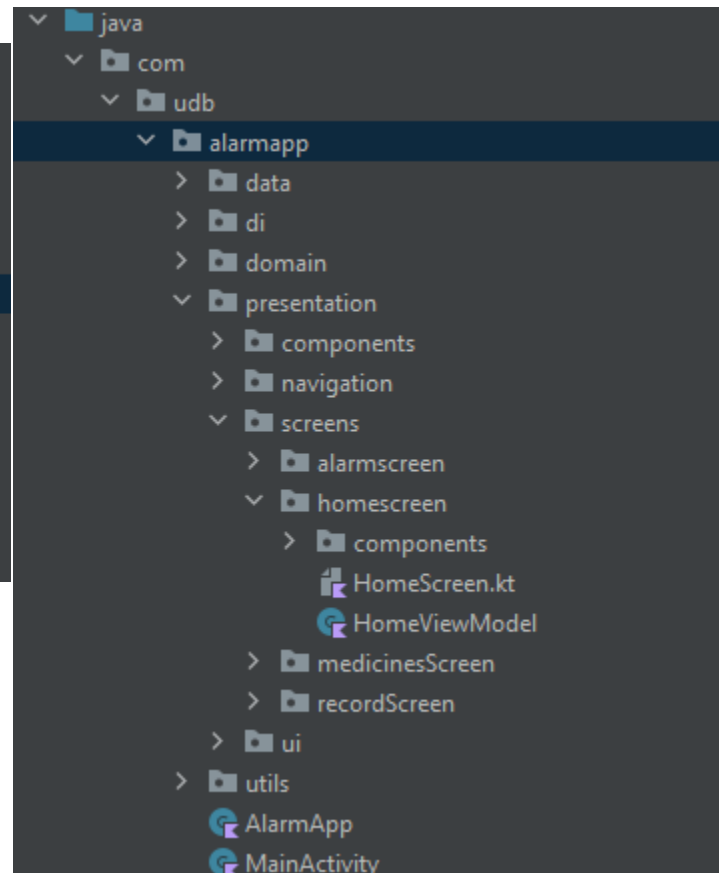 java
com
udb
alarmapp
data
di
domain
presentation
components
navigation
screens
alarmscreen
homescreen
components
HomeScreen.kt
HomeViewModel
medicinesScreen
recordScreen
ui
utils
AlarmApp
MainActivity